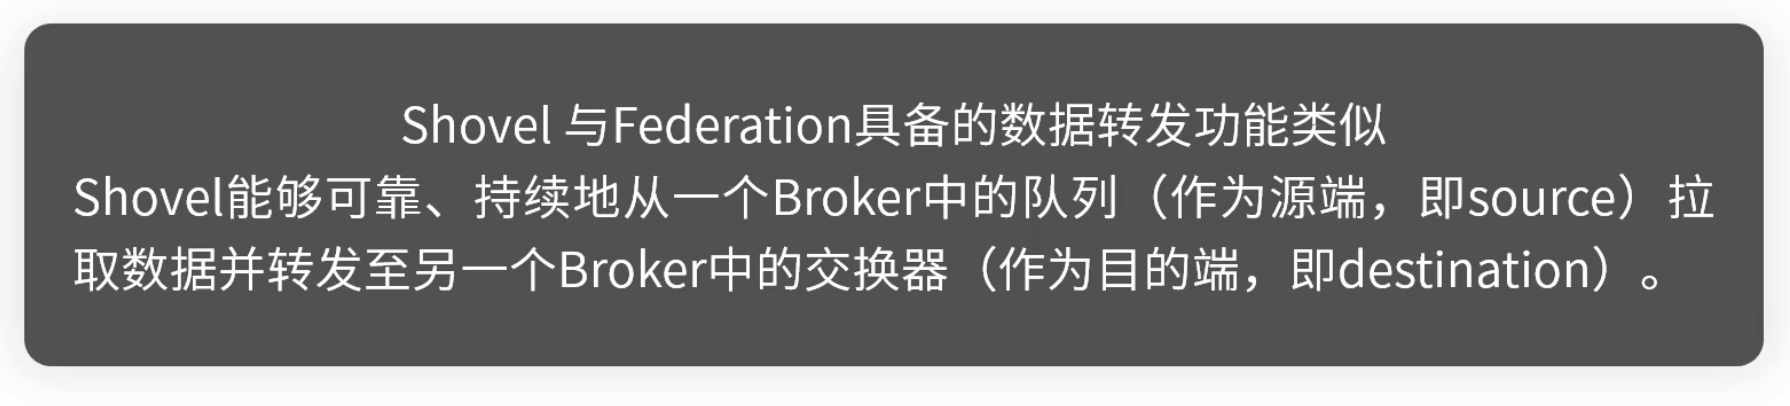 Shovel 与Federation具备的数据转发功能类似
Shovel能够可靠、持续地从一个Broker中的队列（作为源端，即source）拉
取数据并转发至另一个Broker中的交换器（作为目的端，即destination）。